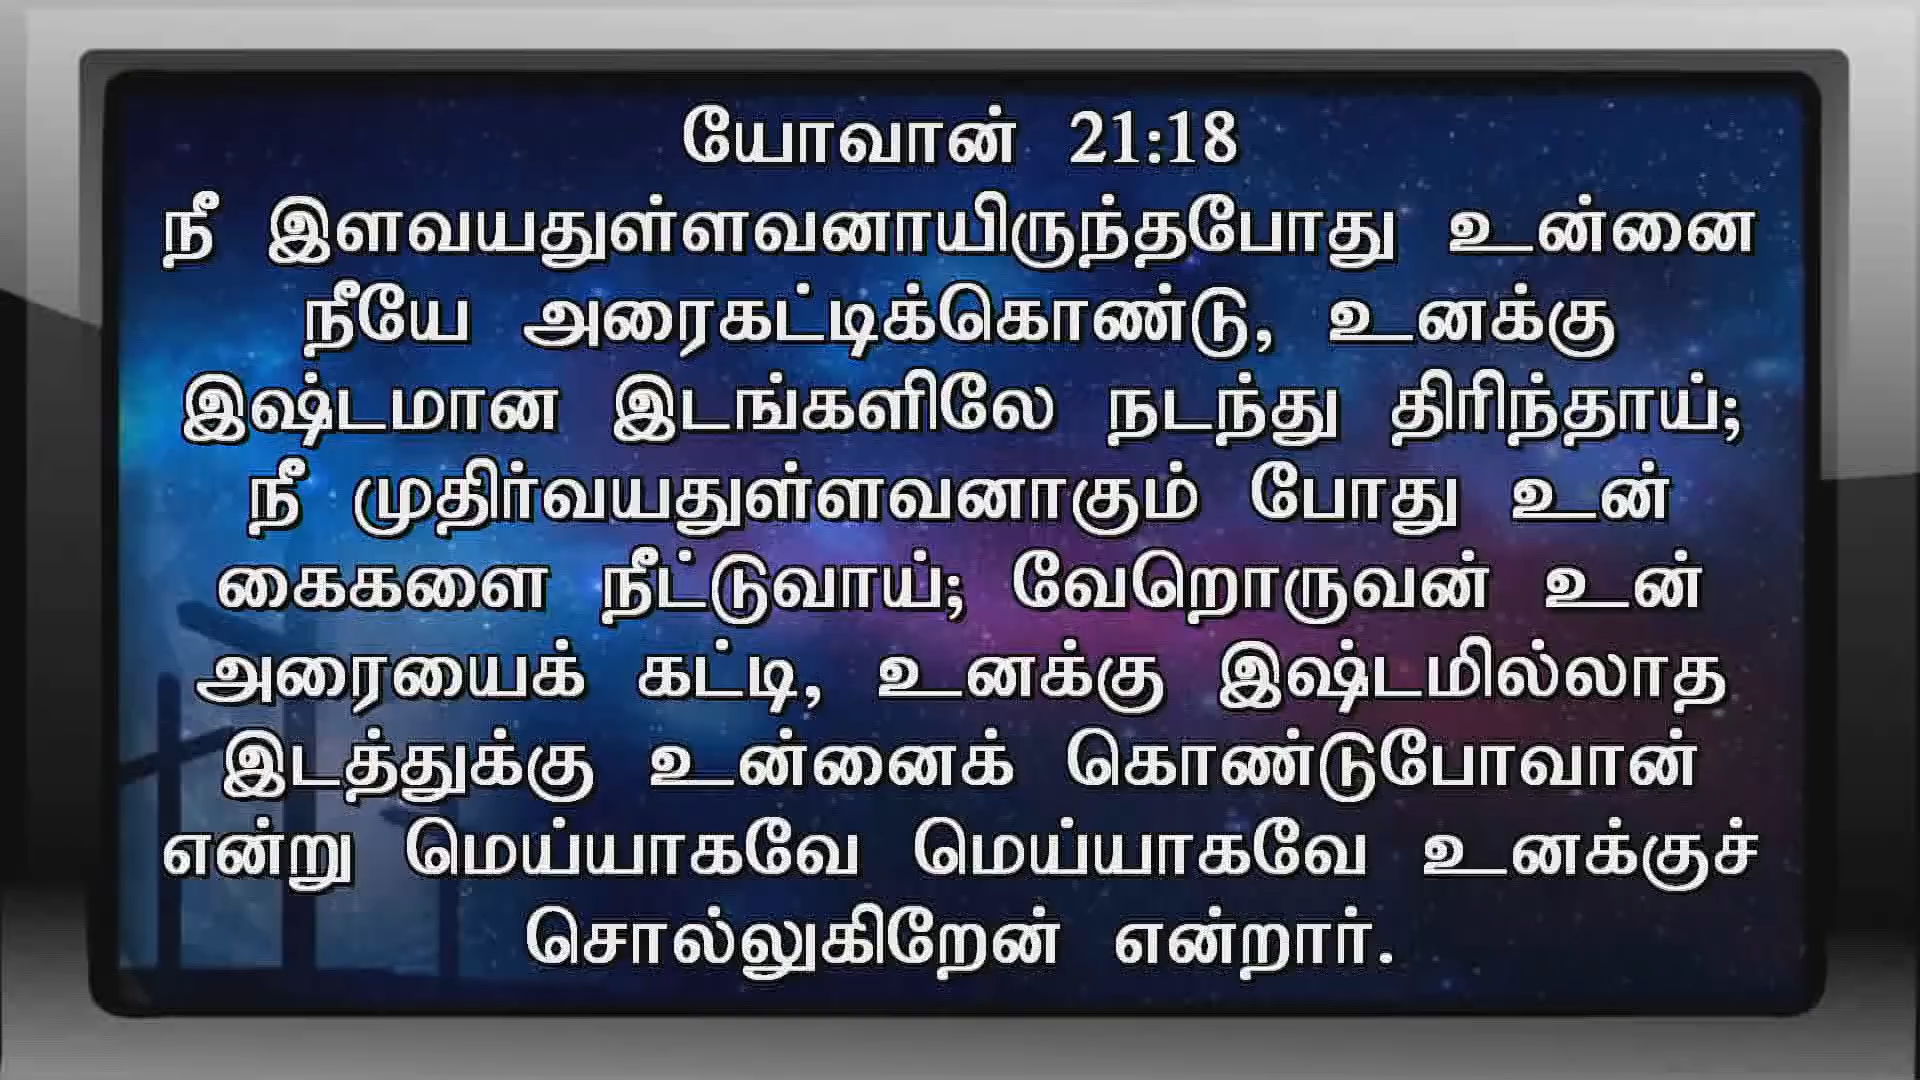 யோவான் 21:18
நீ இளவயதுள்ளவனாயிருந்தபோது உன்னை
நீயே அரைகட்டிக்கொண்டு, உனக்கு
இஷ்டமான இடங்களிலே நடந்து திரிந்தாய்;
நீ முதிர்வயதுள்ளவனாகும் போது உன்
கைகளை நீட்டுவாய்; வேறொருவன் உன்
அரையைக் கட்டி, உனக்கு இஷ்டமில்லாத
இடத்துக்கு உன்னைக் கொண்டுபோவான்
என்று மெய்யாகவே மெய்யாகவே உனக்குச்
சொல்லுகிறேன் என்றார்.